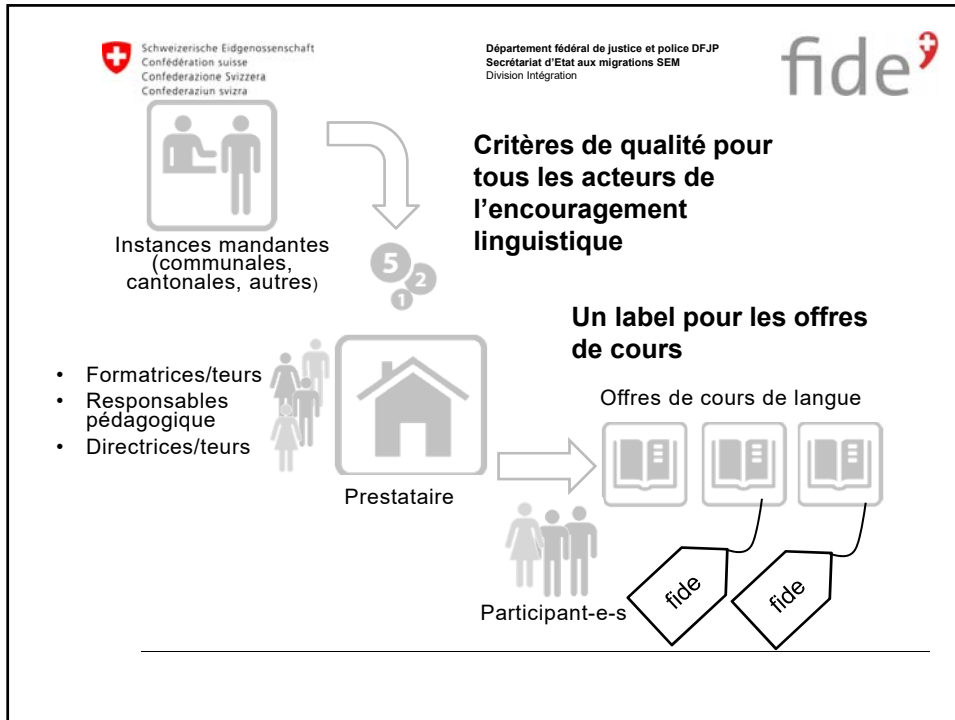 Schweizerische Eidgenossenschaft
Confédération suisse
Confederazione Svizzera
Confederaziun svizra
Département fédéral de justice et police DFJP
Secrétariat d'Etat aux migrations SEM
Division Intégration
fide
Critères de qualité pour
tous les acteurs de
l'encouragement
linguistique
Instances mandantes
(communales,
cantonales, autres)
5
2
1
Un label pour les offres
de cours
• Formatrices/teurs
• Responsables
pédagogique
• Directrices/teurs
Offres de cours de langue
Prestataire
Participant-e-s
fide
fide